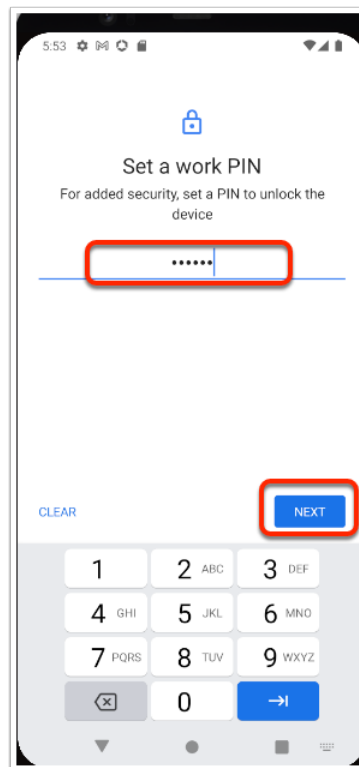 5:53
Set a work PIN
For added security, set a PIN to unlock the
device
••••••
CLEAR
NEXT
1
2 ABC
3 DEF
4 GHI
5 JKL
6 MNO
7 PQRS
8 TUV
9 WXYZ
0